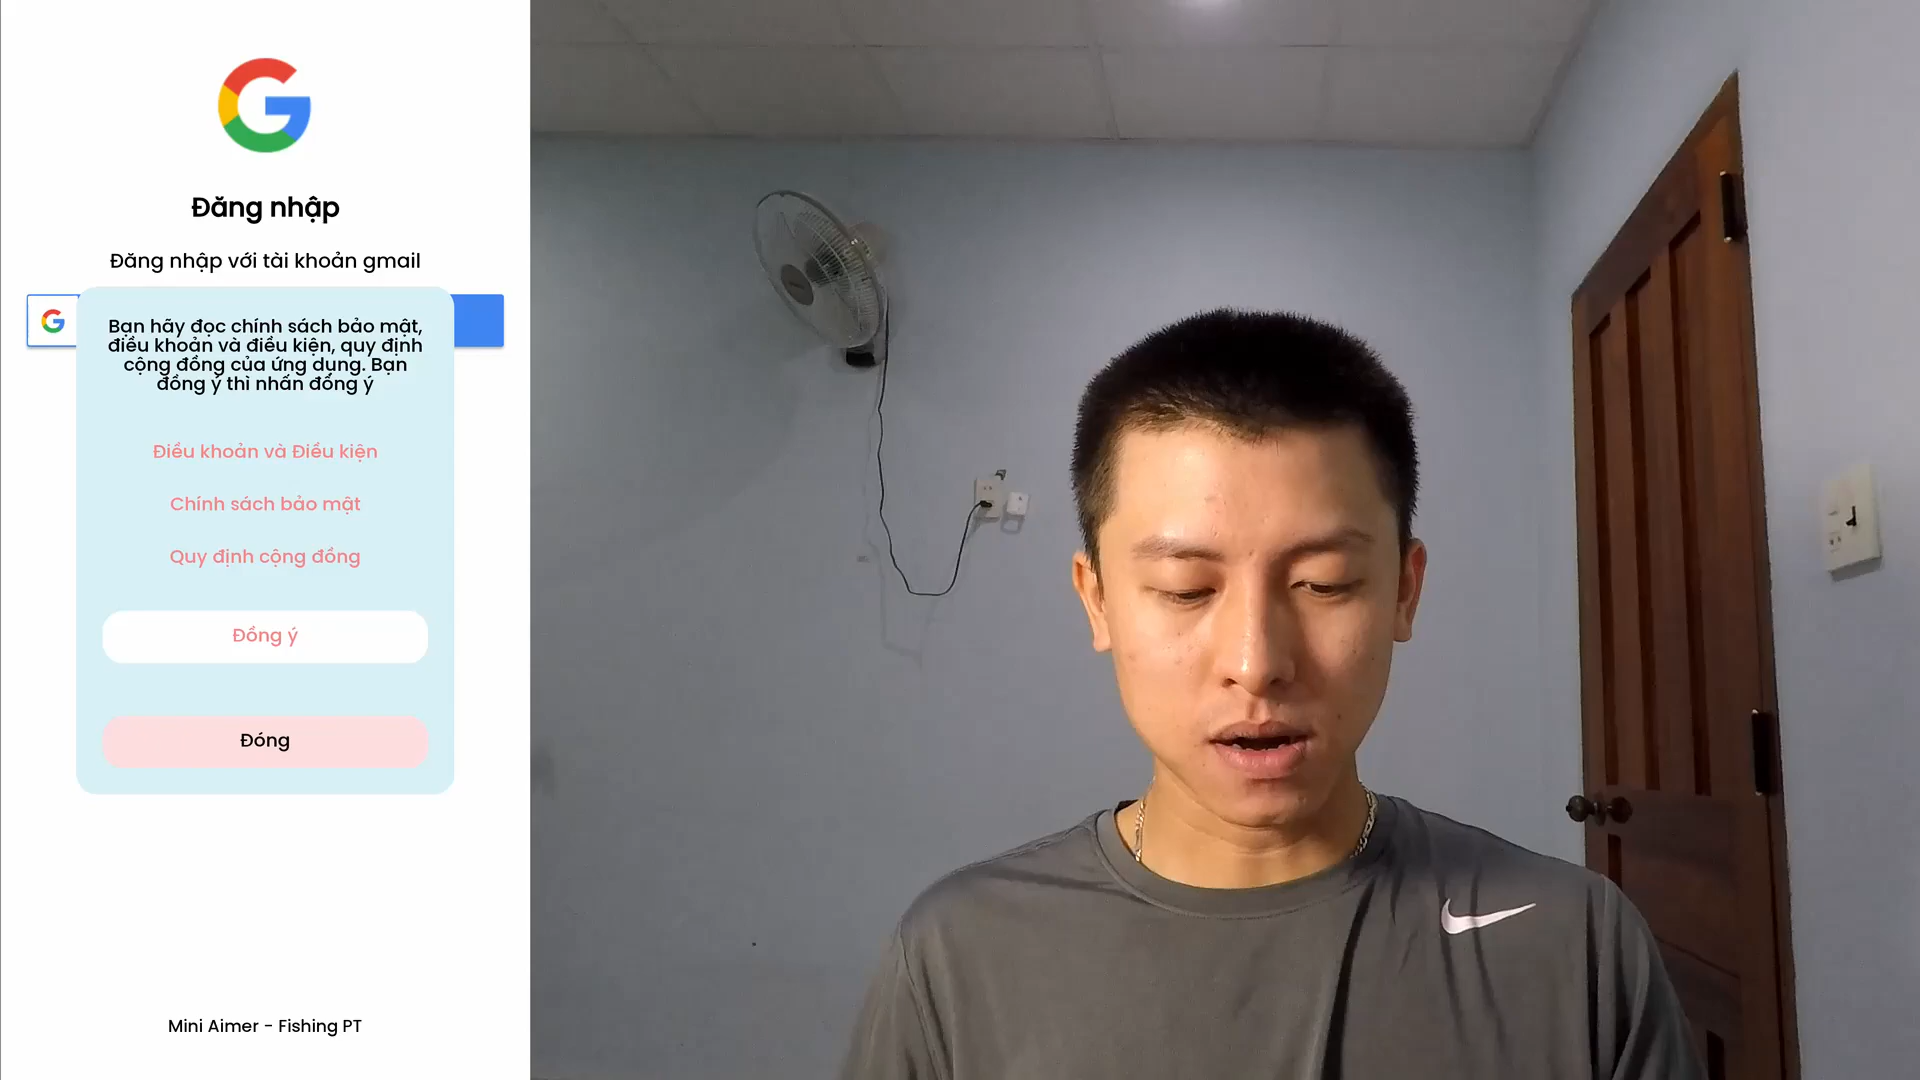 Đăng nhập
Đăng nhập với tài khoản gmail
Bạn hãy đọc chính sách bảo mật,
điều khoản và điều kiện, quy định
cộng đồng của ứng dụng. Bạn
đồng ý thì nhấn đồng ý
Điều khoản và Điều kiện
Chính sách bảo mật
Quy định cộng đồng
Đồng ý
Đóng
Mini Aimer - Fishing PT